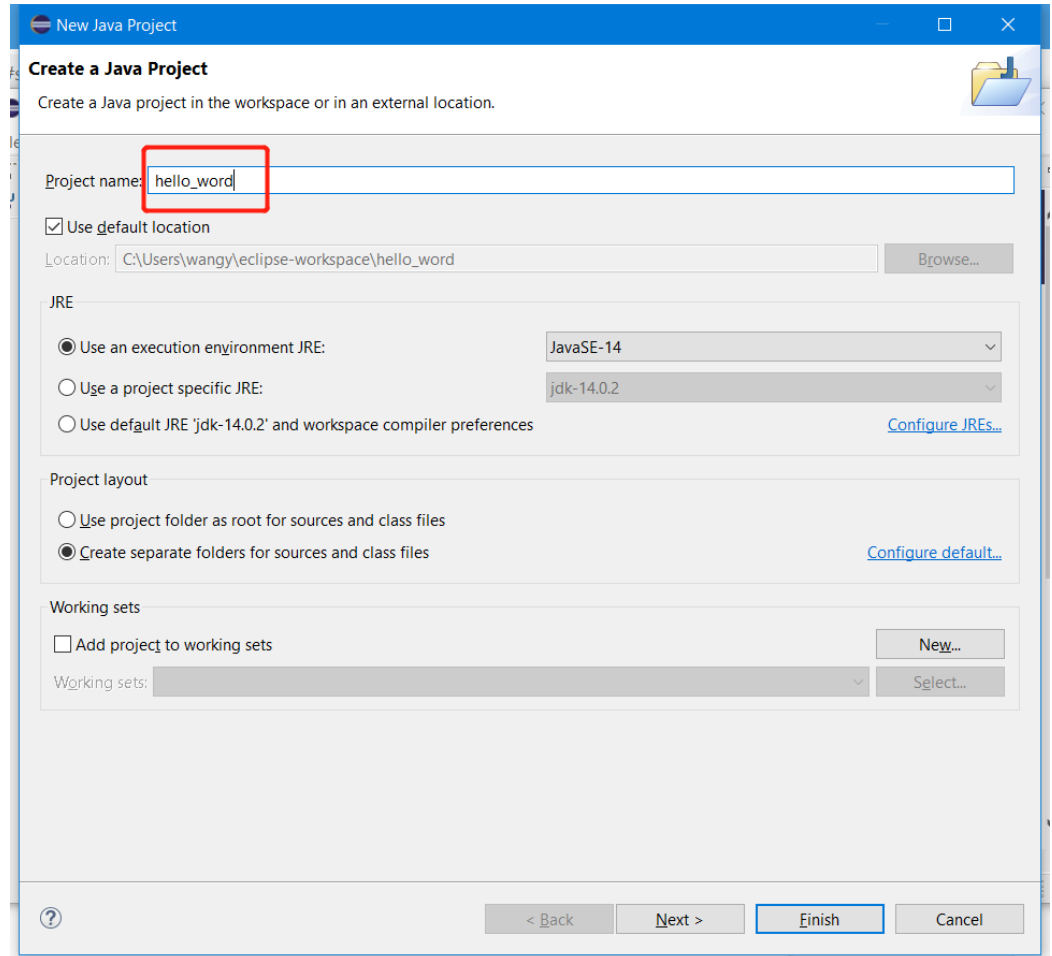 New Java Project
Create a Java Project
Create a Java project in the workspace or in an external location.
Project name: hello_word
Use default location
Location: C:\Users\wangy\eclipse-workspace\hello_word Browse...
JRE
Use an execution environment JRE: JavaSE-14
Use a project specific JRE: jdk-14.0.2
Use default JRE 'jdk-14.0.2' and workspace compiler preferences Configure JREs...
Project layout
Use project folder as root for sources and class files
Create separate folders for sources and class files Configure default...
Working sets
Add project to working sets New...
Working sets: Select...
< Back Next > Finish Cancel